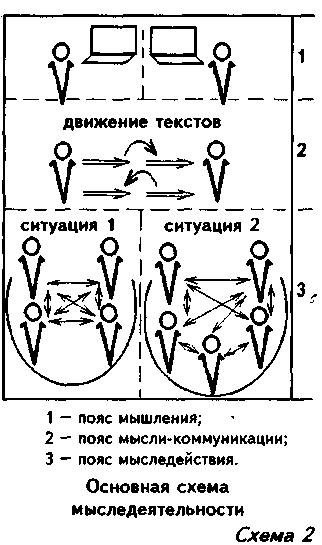 1
движение текстов
2
ситуация 1 ситуация 2
3
1 – пояс мышления;
2 – пояс мысли-коммуникации;
3 – пояс мыследействия.
Основная схема
мыследеятельности
Схема 2